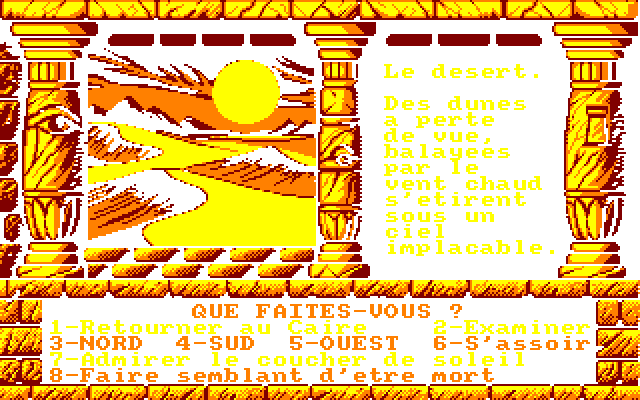 Le desert.
Des dunes
a perte
de vue,
balayees
par le
vent chaud
s'etirent
sous un
ciel
implacable.
QUE FAITES-VOUS ?
1-Retourner au Caire 2-Examiner
3-NORD 4-SUD 5-OUEST 6-S'assoir
7-Admirer le coucher de soleil
8-Faire semblant d'etre mort